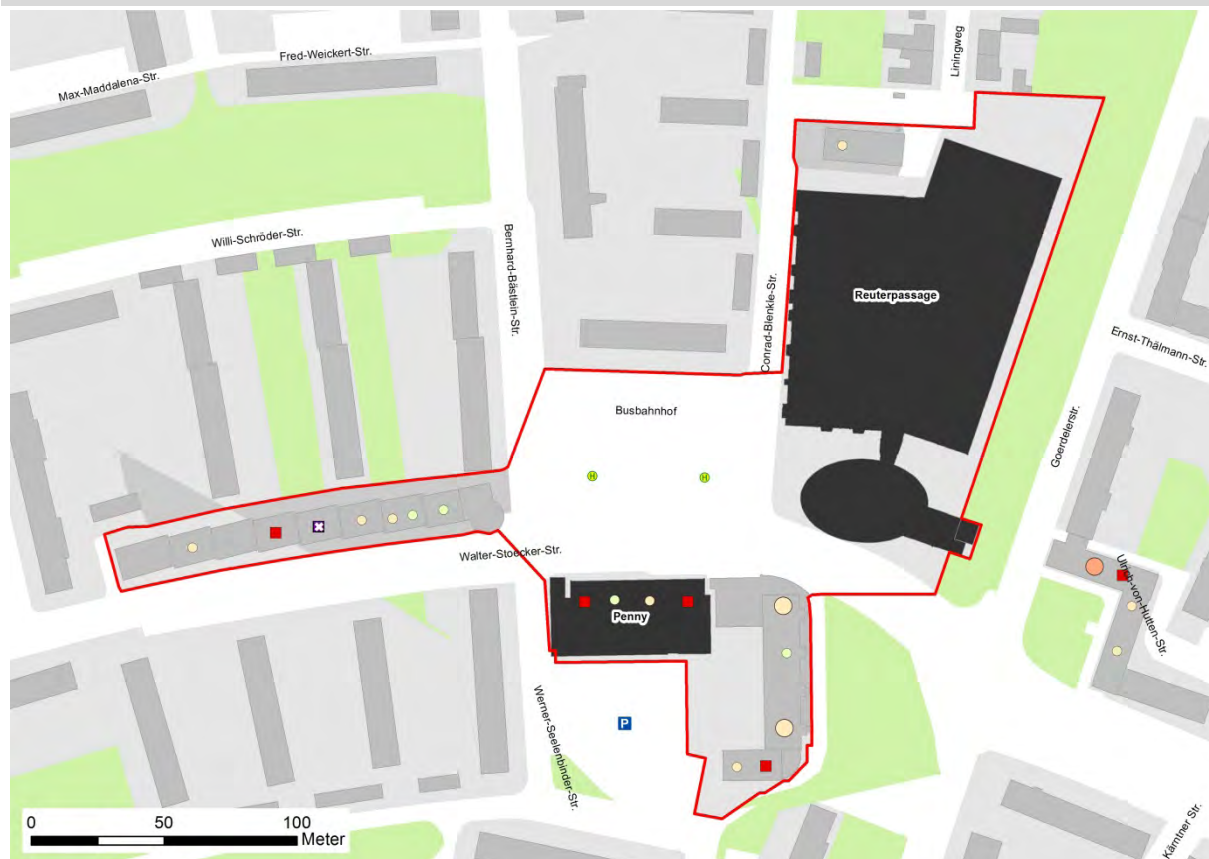 Fred-Weickert-Str.
Max-Maddalena-Str.
Liningweg
Willi-Schröder-Str.
Bernhard-Bästlein-Str.
Conrad-Blenkle-Str.
Reuterpassage
Ernst-Thälmann-Str.
Busbahnhof
Goerdelerstr.
H
H
Walter-Stoecker-Str.
Penny
Ulrich-von-Hutten-Str.
Werner-Seelenbinder-Str.
P
Kärntner Str.
0 50 100
Meter